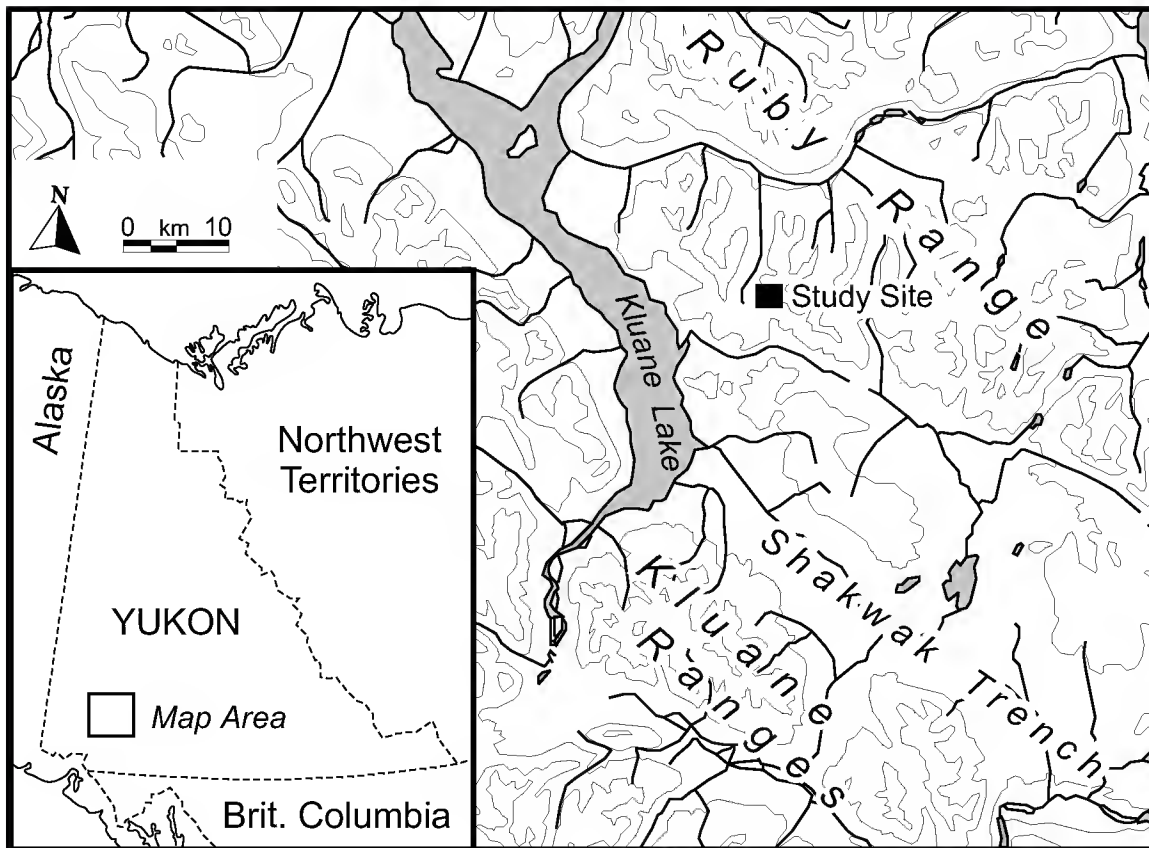 Ruby
Range
N
0 km 10
Study Site
Kluane Lake
Alaska
Northwest
Territories
YUKON
Map Area
Brit. Columbia
Kluane
Ranges
Shakwak
Trench